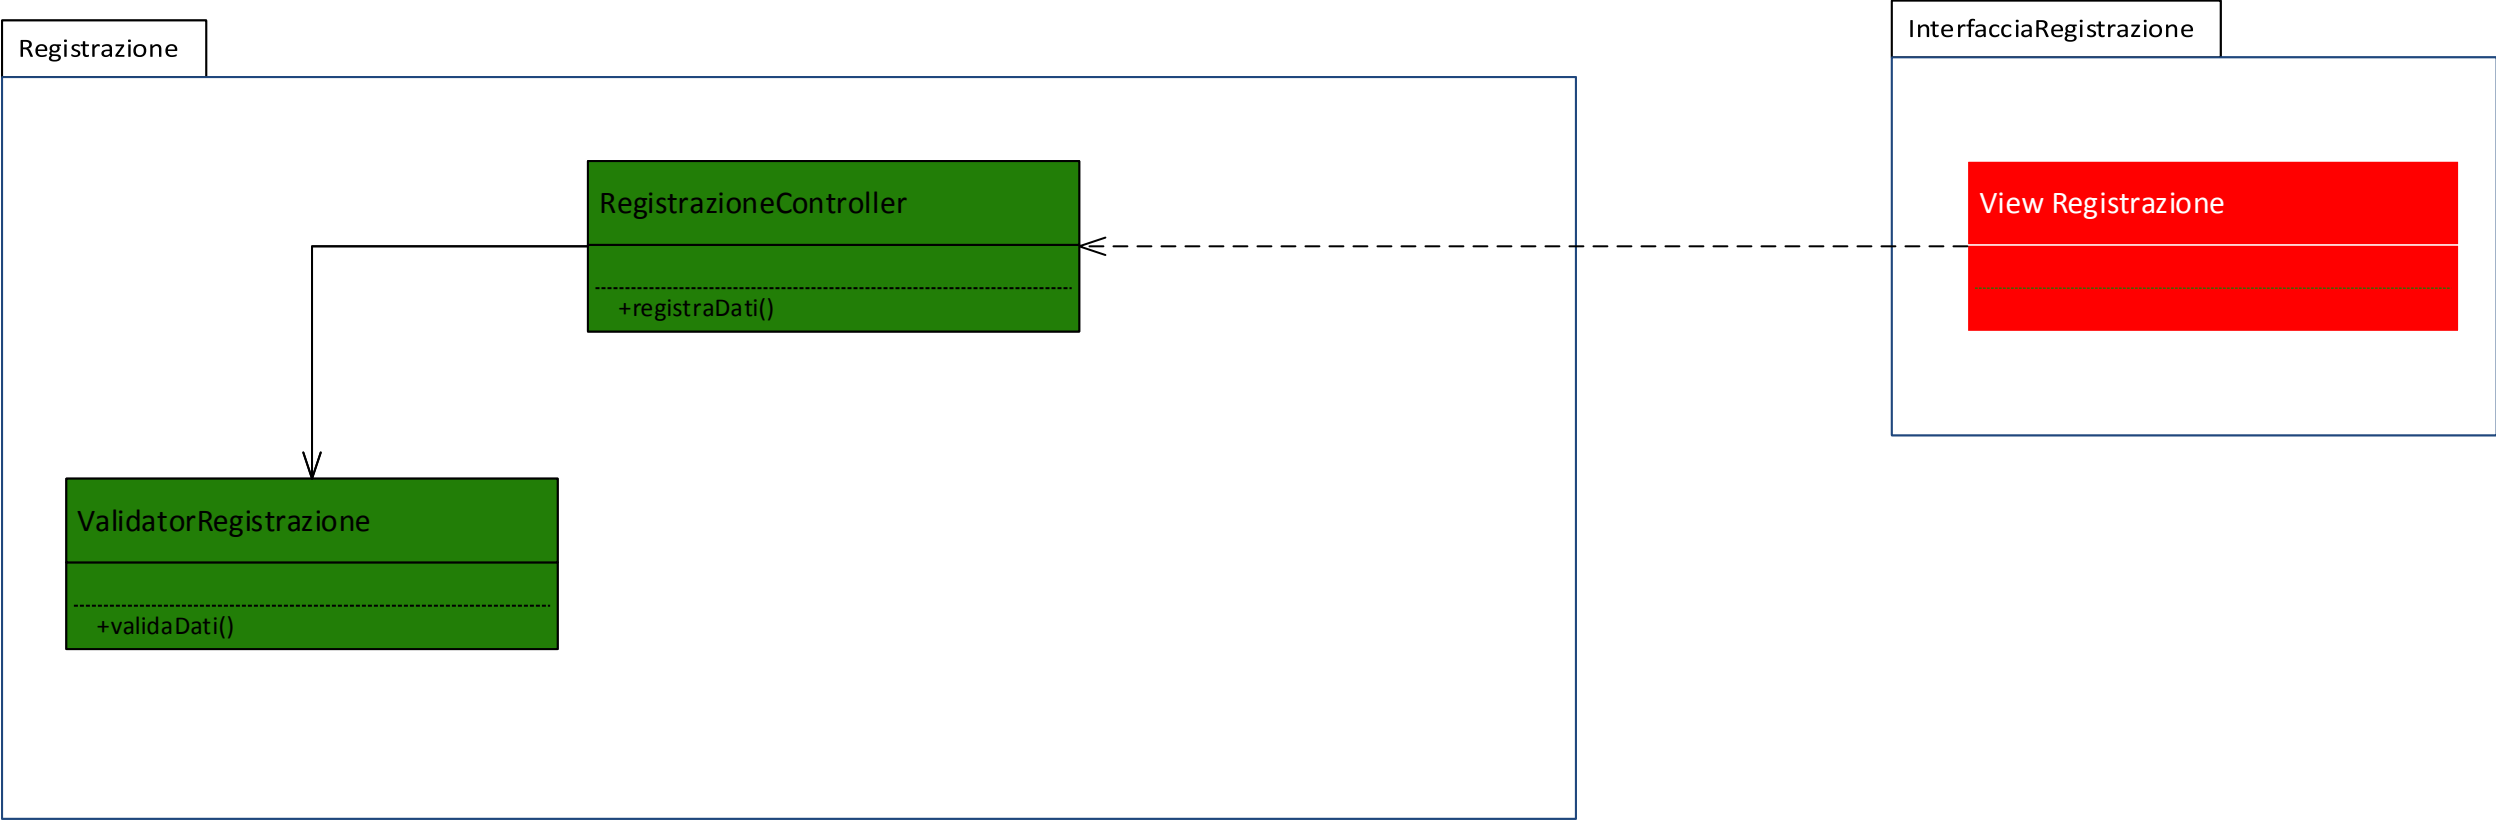 Registrazione
InterfacciaRegistrazione
RegistrazioneController
+registraDati()
View Registrazione
ValidatorRegistrazione
+validaDati()